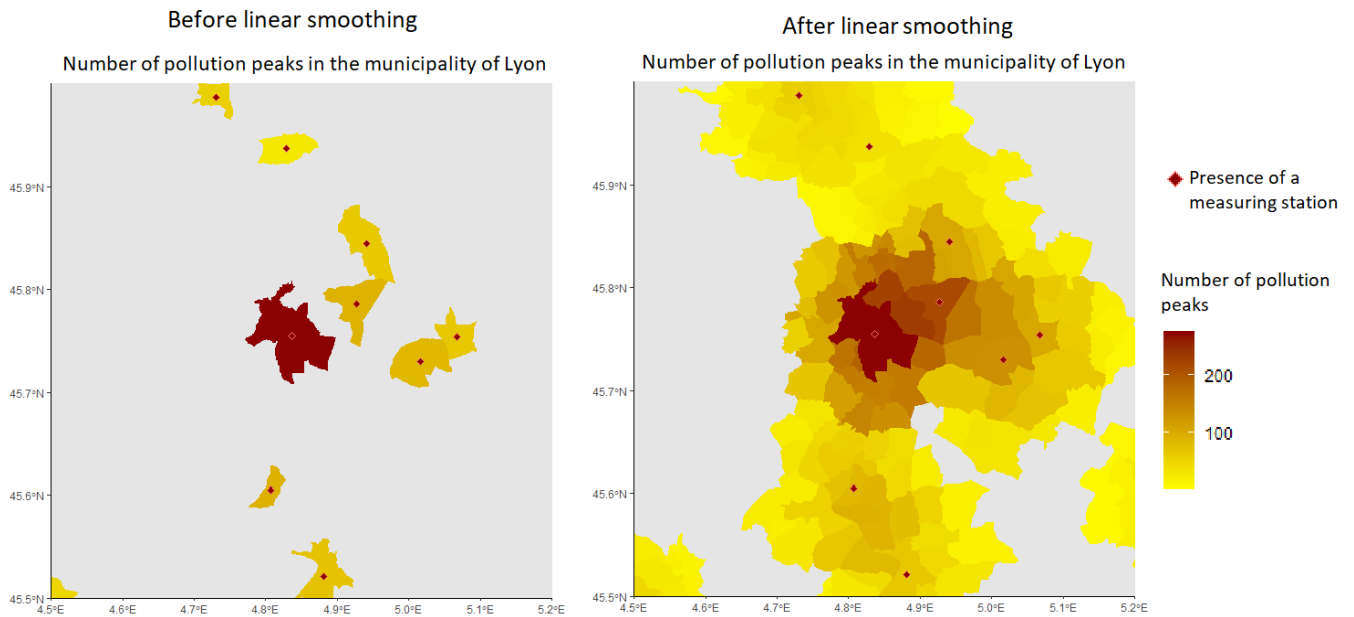 Before linear smoothing
Number of pollution peaks in the municipality of Lyon
45.9°N
45.8°N
45.7°N
45.6°N
45.5°N
4.5°E
4.6°E
4.7°E
4.8°E
4.9°E
5.0°E
5.1°E
5.2°E
After linear smoothing
Number of pollution peaks in the municipality of Lyon
45.9°N
45.8°N
45.7°N
45.6°N
45.5°N
4.5°E
4.6°E
4.7°E
4.8°E
4.9°E
5.0°E
5.1°E
5.2°E
Presence of a
measuring station
Number of pollution
peaks
200
100